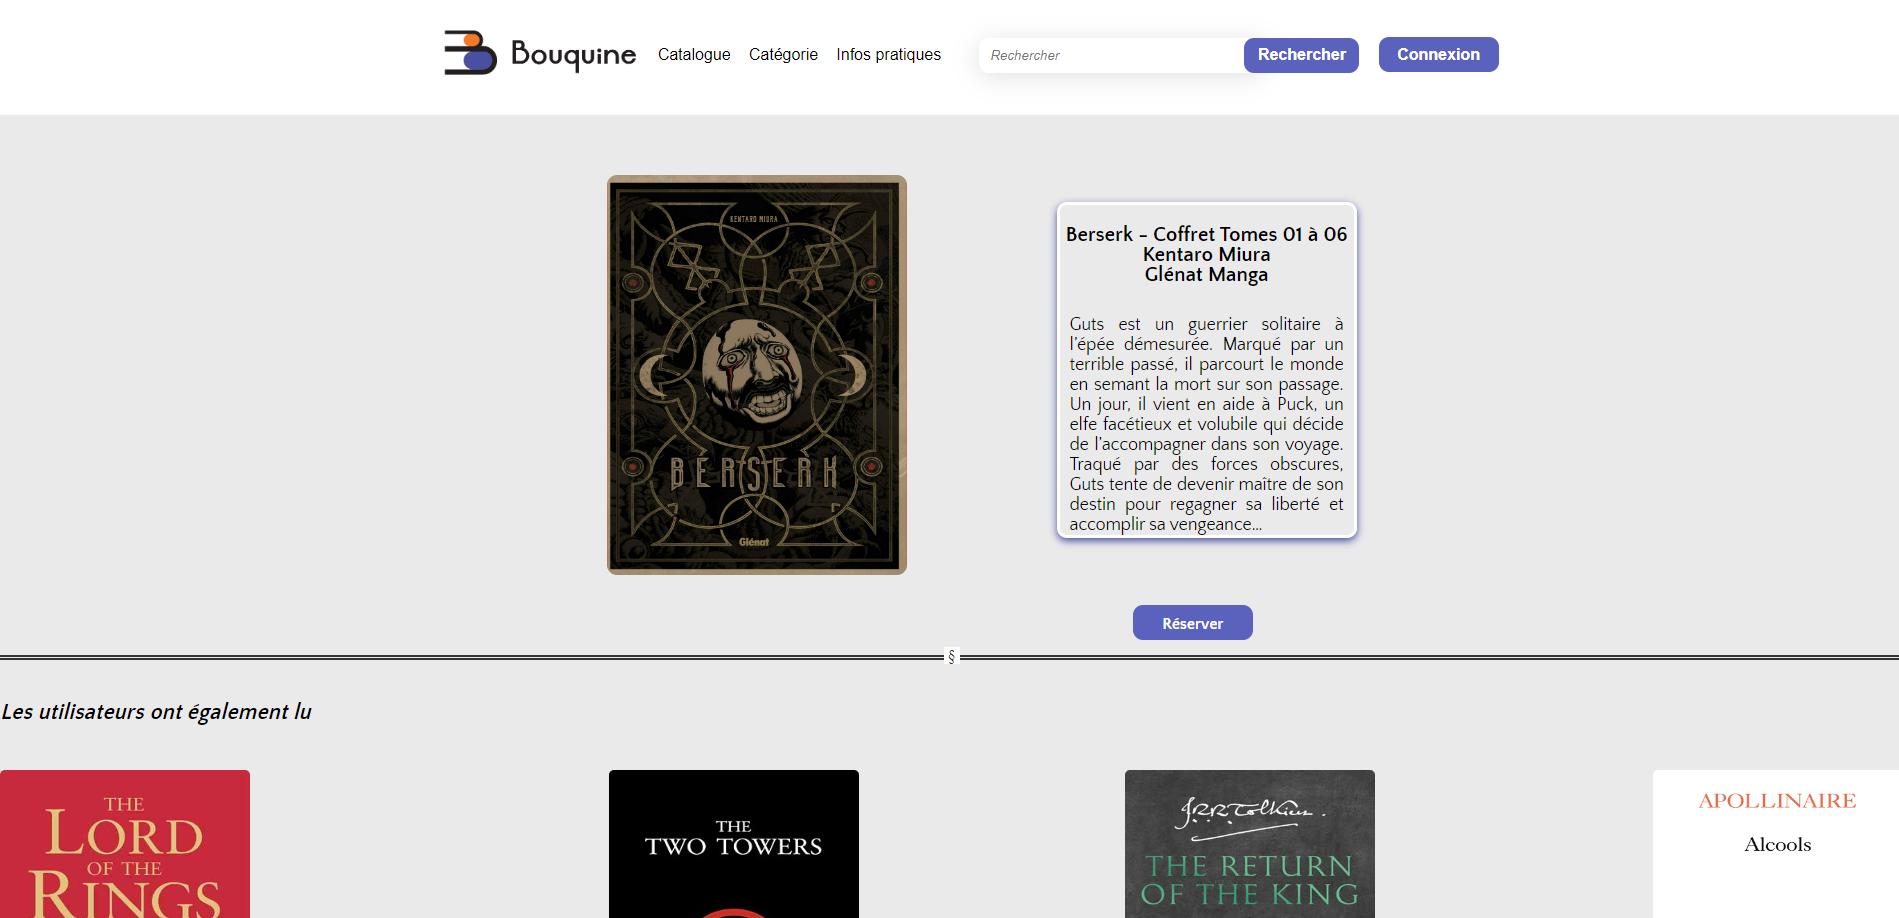 Bouquine
Catalogue
Catégorie
Infos pratiques
Rechercher
Rechercher
Connexion
KENTARO MIURA
BERSERK
Glénat
Berserk - Coffret Tomes 01 à 06
Kentaro Miura
Glénat Manga
Guts est un guerrier solitaire à
l'épée démesurée. Marqué par un
terrible passé, il parcourt le monde
en semant la mort sur son passage.
Un jour, il vient en aide à Puck, un
elfe facétieux et volubile qui décide
de l'accompagner dans son voyage.
Traqué par des forces obscures,
Guts tente de devenir maître de son
destin pour regagner sa liberté et
accomplir sa vengeance...
Réserver
§
Les utilisateurs ont également lu
THE
LORD
OF THE
RINGS
THE
TWO TOWERS
J.R.R. Tolkien.
THE RETURN
OF THE KING
APOLLINAIRE
Alcools